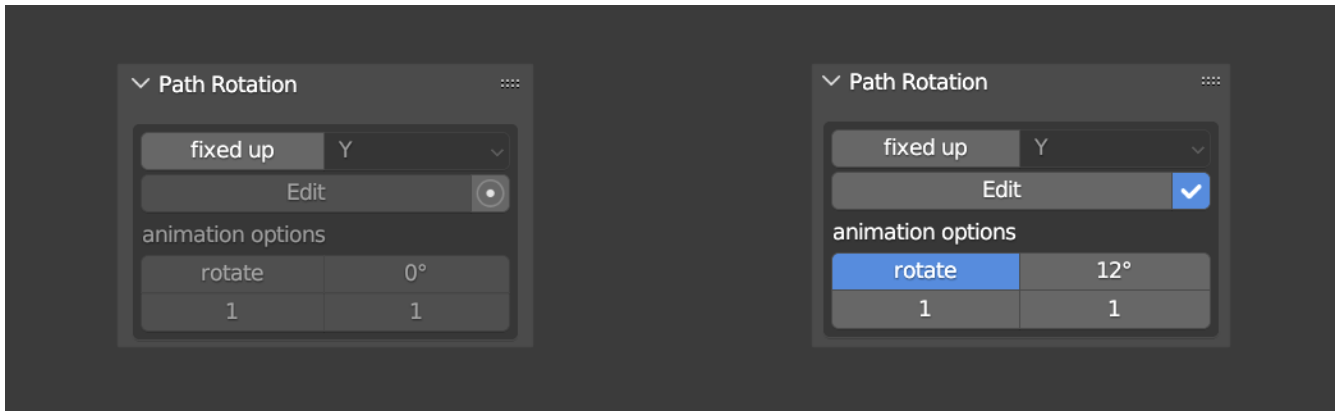 Path Rotation
fixed up Y
Edit
animation options
rotate 0°
1 1
Path Rotation
fixed up Y
Edit
animation options
rotate 12°
1 1